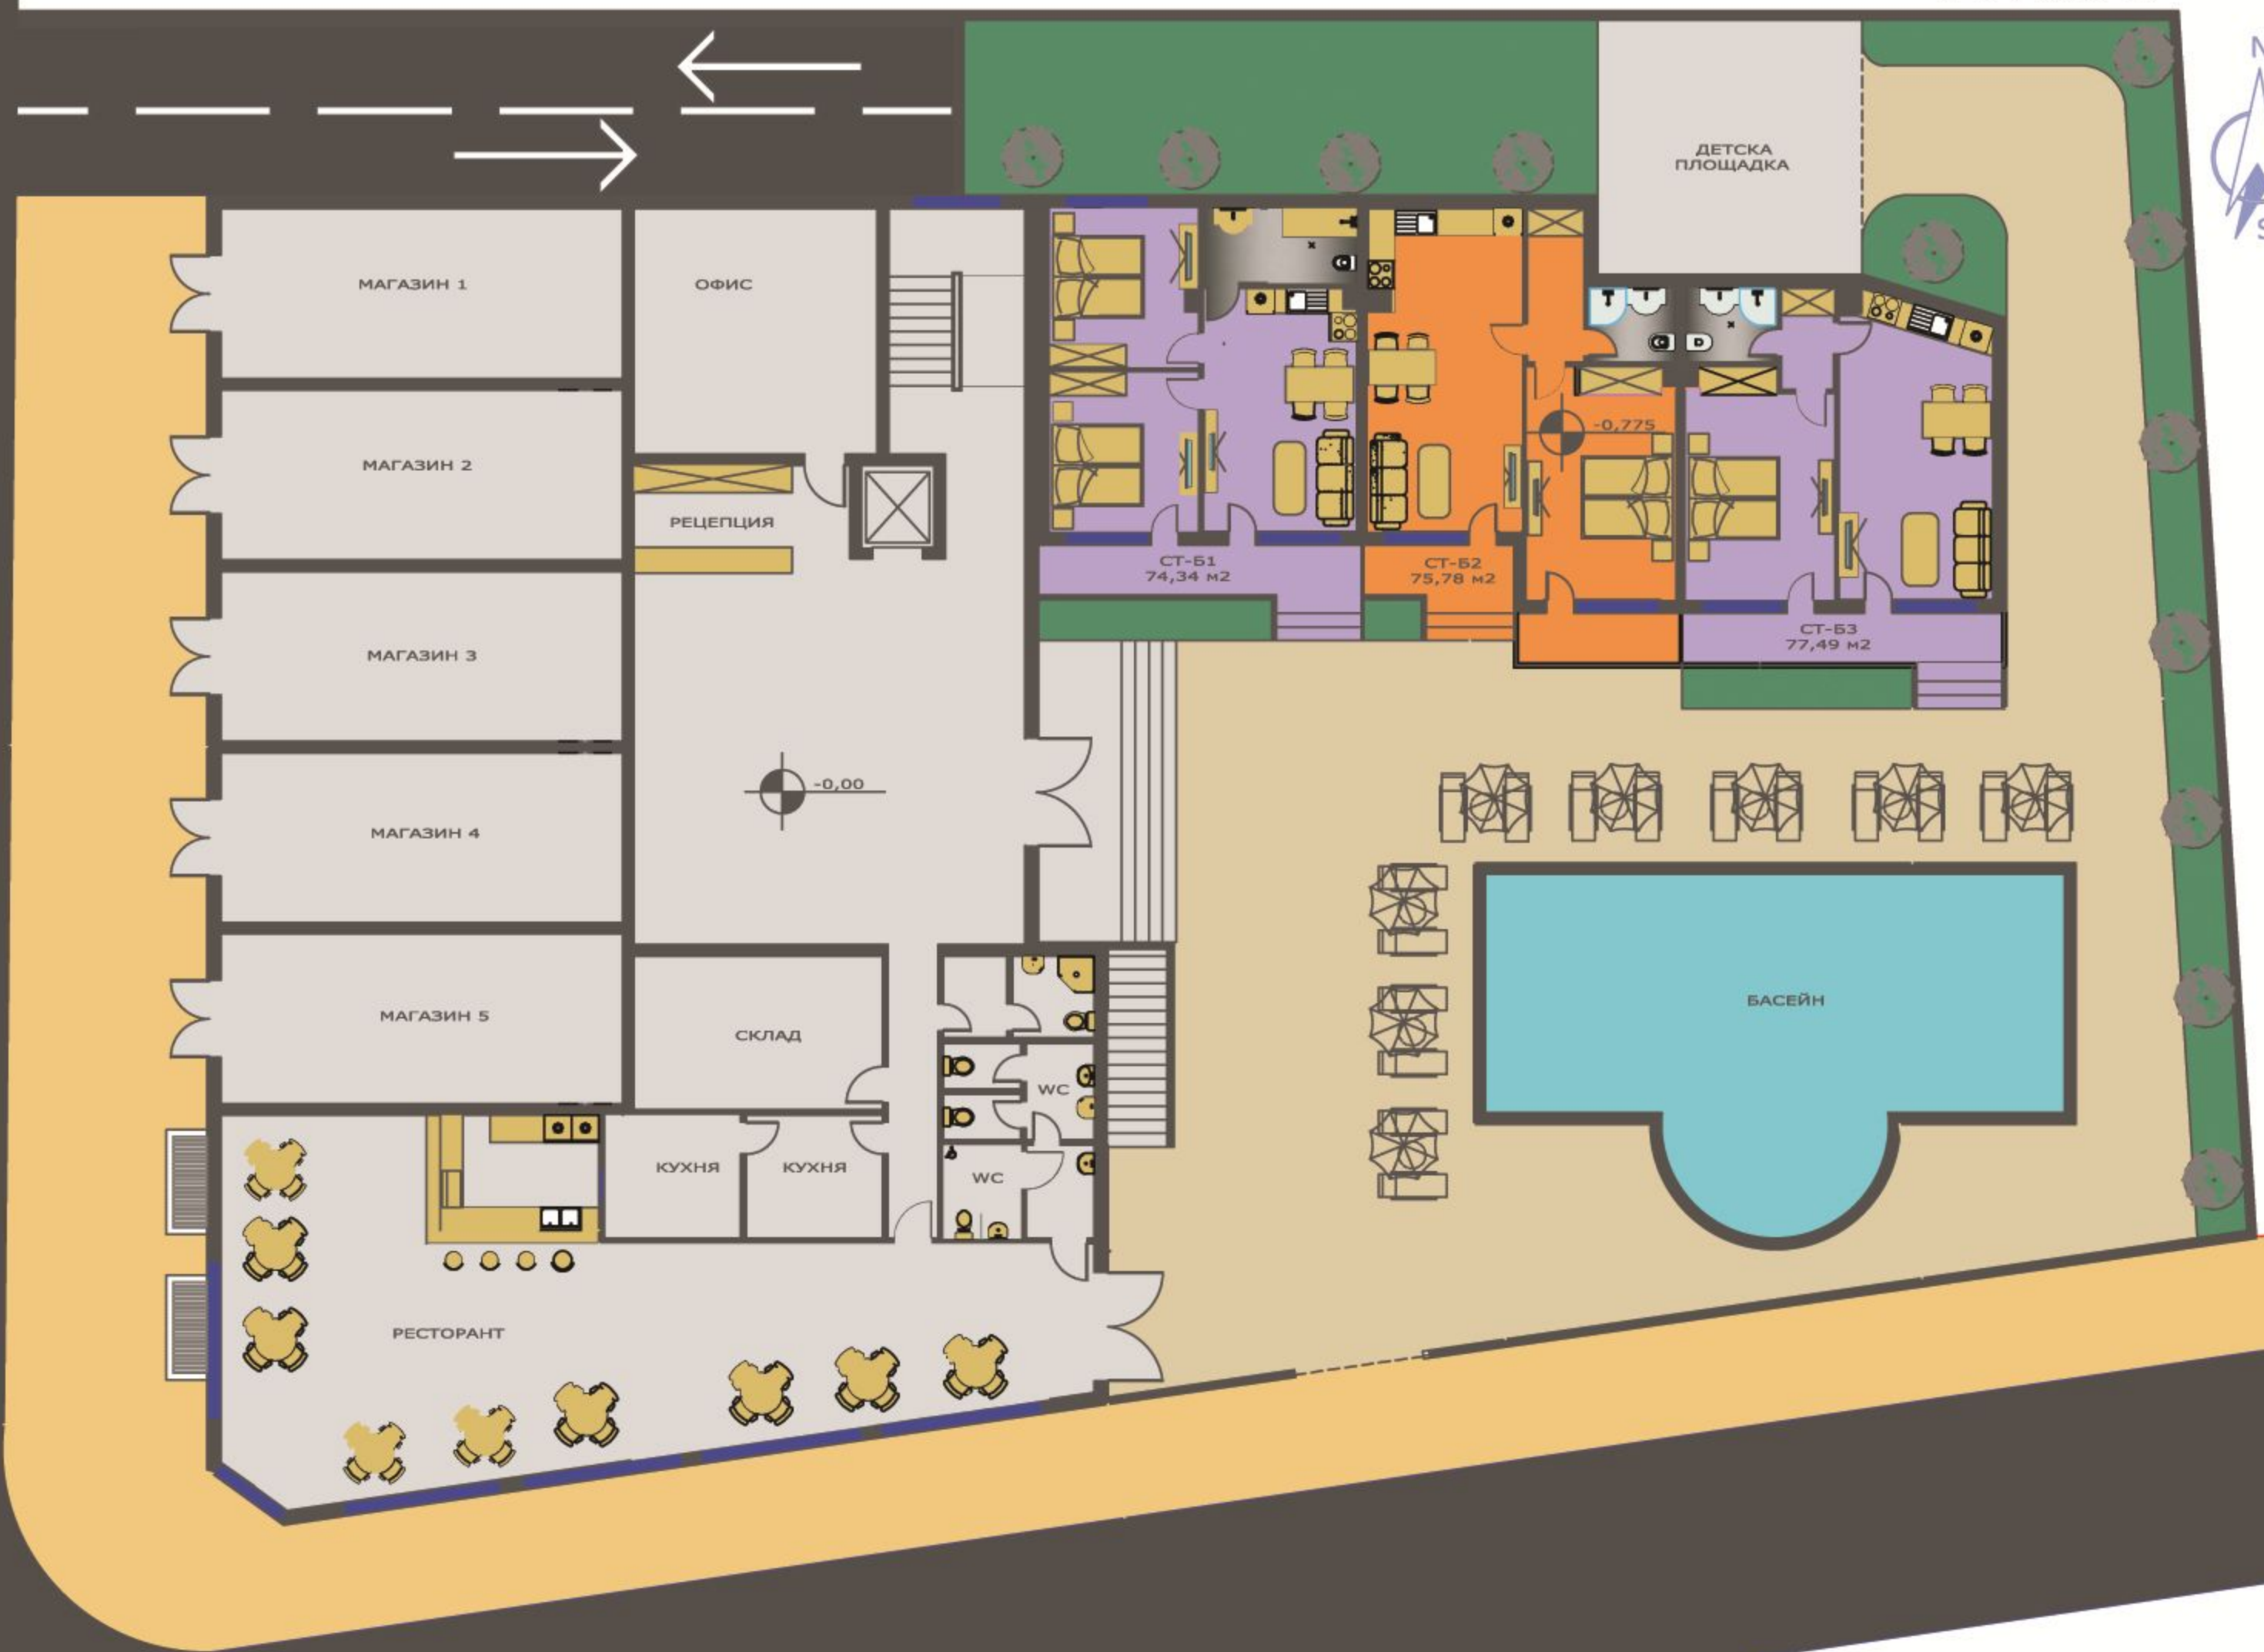 N
S
ДЕТСКА
ПЛОЩАДКА
МАГАЗИН 1
ОФИС
МАГАЗИН 2
РЕЦЕПЦИЯ
-0,775
СТ-Б1
74,34 м2
СТ-Б2
75,78 м2
СТ-Б3
77,49 м2
МАГАЗИН 3
-0,00
МАГАЗИН 4
МАГАЗИН 5
СКЛАД
БАСЕЙН
WC
КУХНЯ
КУХНЯ
WC
РЕСТОРАНТ